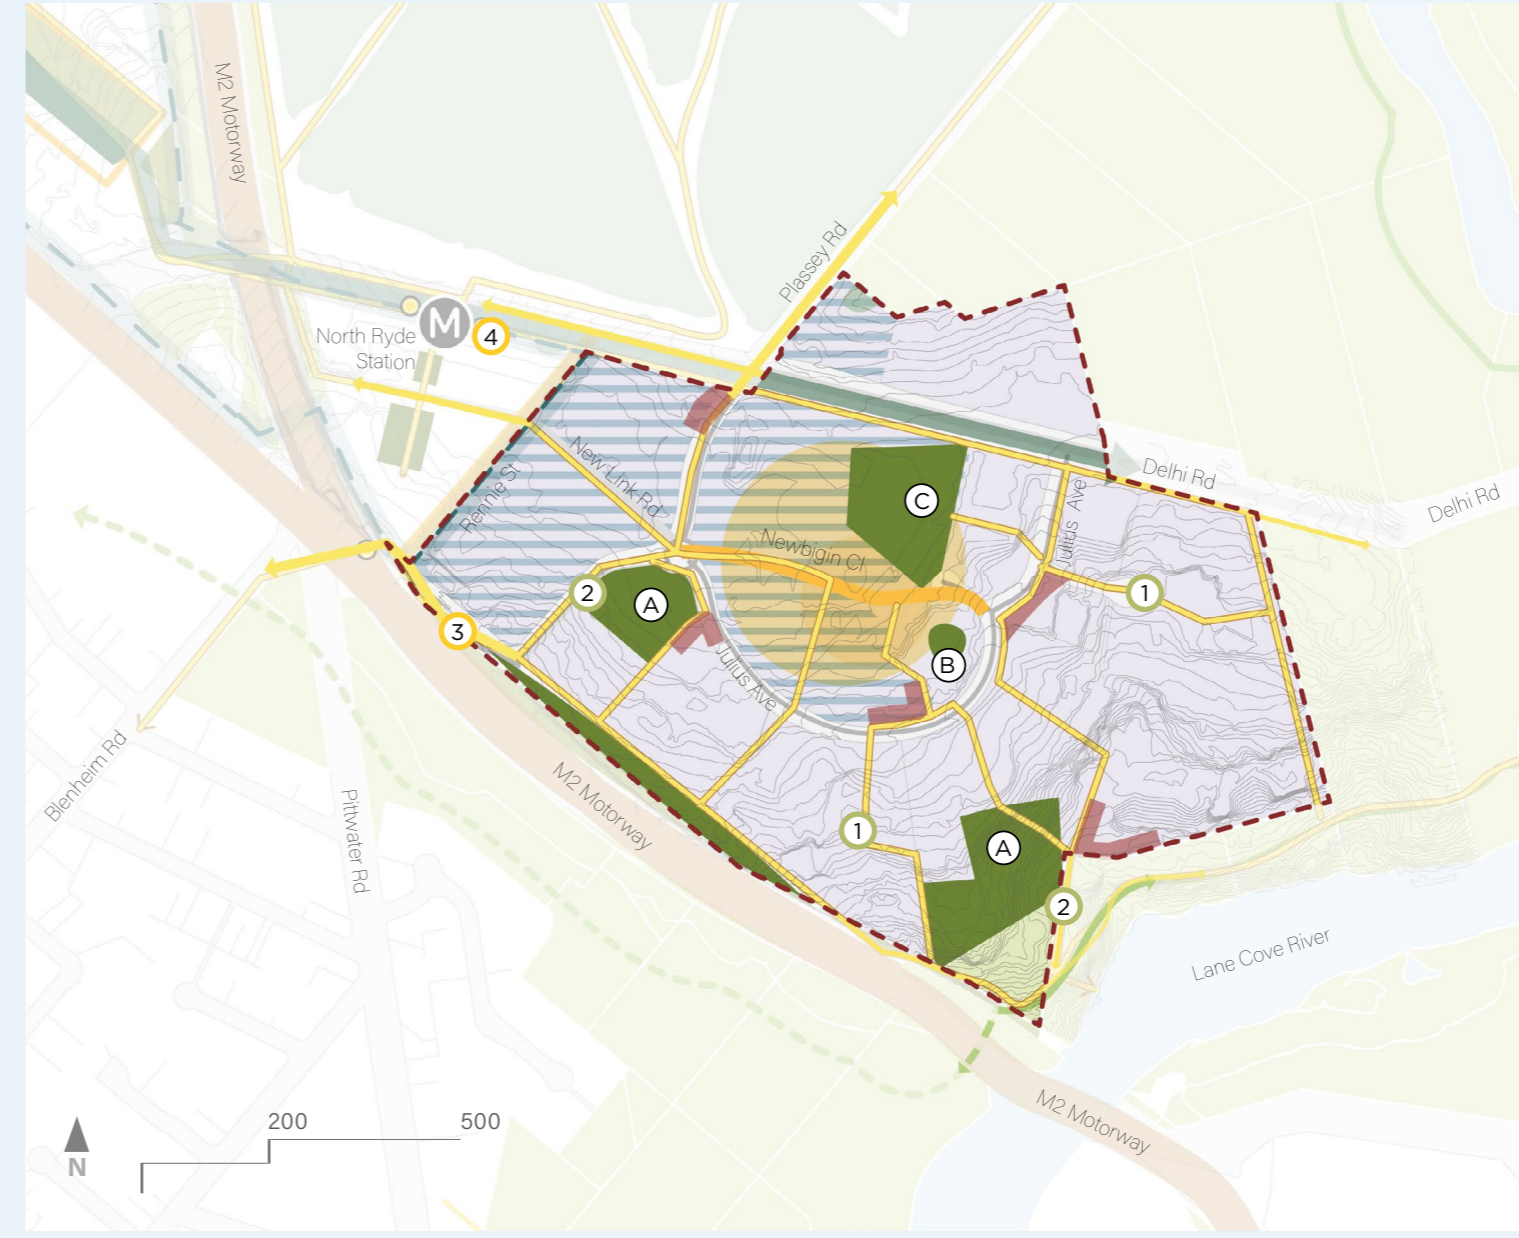 M2 Motorway
Plassey Rd
M
4
North Ryde
Station
Delhi Rd
Delhi Rd
New Link Rd
Rennie St
C
Julius Ave
Newbigin Cl
2
A
1
3
B
Julius Ave
Blenheim Rd
M2 Motorway
Pittwater Rd
1
A
2
Lane Cove River
M2 Motorway
200
500
N